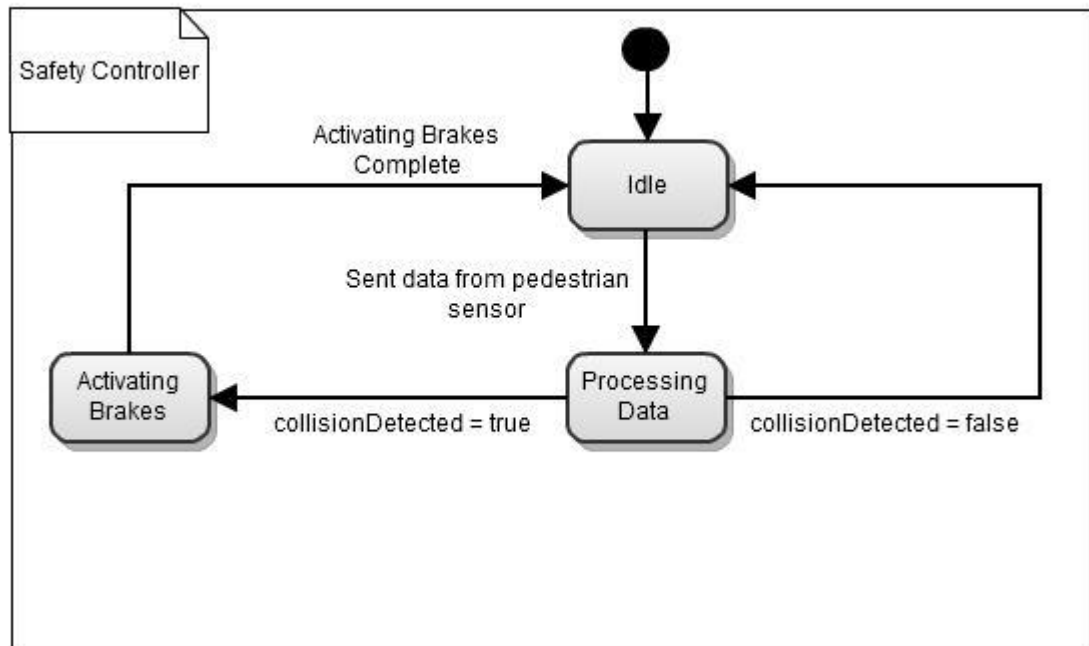 Safety Controller
Activating Brakes
Complete
Idle
Sent data from pedestrian
sensor
Activating
Brakes
Processing
Data
collisionDetected = true
collisionDetected = false